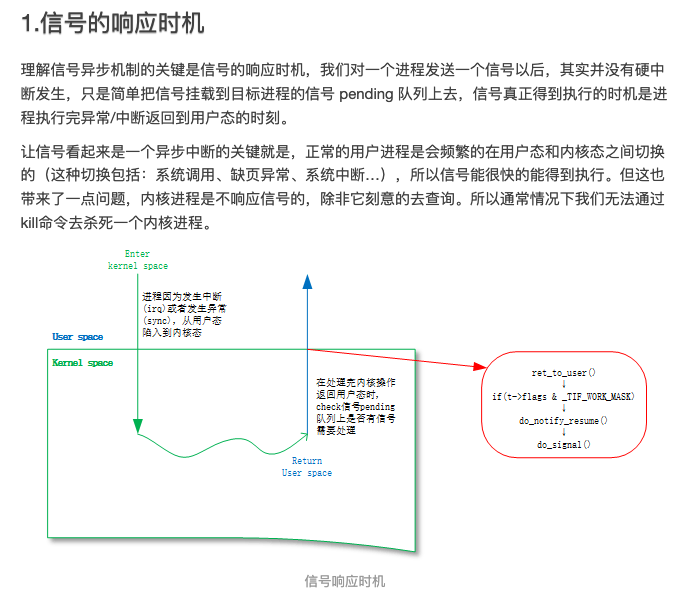 1.信号的响应时机
理解信号异步机制的关键是信号的响应时机，我们对一个进程发送一个信号以后，其实并没有硬中
断发生，只是简单把信号挂载到目标进程的信号 pending 队列上去，信号真正得到执行的时机是进
程执行完异常/中断返回到用户态的时刻。
让信号看起来是一个异步中断的关键就是，正常的用户进程是会频繁的在用户态和内核态之间切换
的（这种切换包括：系统调用、缺页异常、系统中断...），所以信号能很快的能得到执行。但这也
带来了一点问题，内核进程是不响应信号的，除非它刻意的去查询。所以通常情况下我们无法通过
kill命令去杀死一个内核进程。
Enter
kernel space
进程因为发生中断
(irq)或者发生异常
(sync)，从用户态
陷入到内核态
User space
Kernel space
在处理完内核操作
返回用户态时，
check信号pending
队列上是否有信号
需要处理
Return
User space
ret_to_user()
↓
if(t->flags & _TIF_WORK_MASK)
↓
do_notify_resume()
↓
do_signal()
信号响应时机